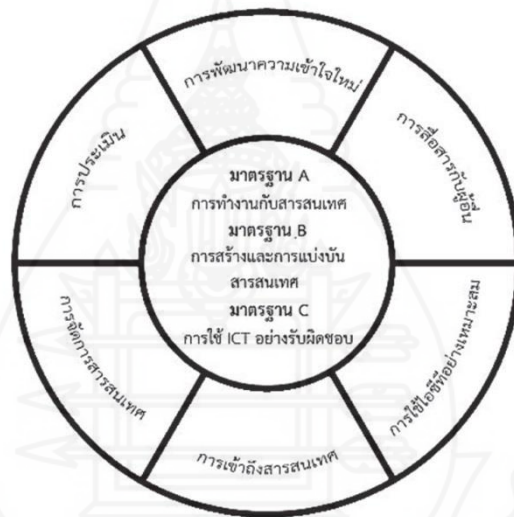 การพัฒนาความเข้าใจใหม่
การสื่อสารกับผู้อื่น
การใช้ไอซีทีอย่างเหมาะสม
การเข้าถึงสารสนเทศ
การจัดการสารสนเทศ
การประเมิน
มาตรฐาน A
การทำงานกับสารสนเทศ
มาตรฐาน B
การสร้างและการแบ่งบัน
สารสนเทศ
มาตรฐาน C
การใช้ ICT อย่างรับผิดชอบ